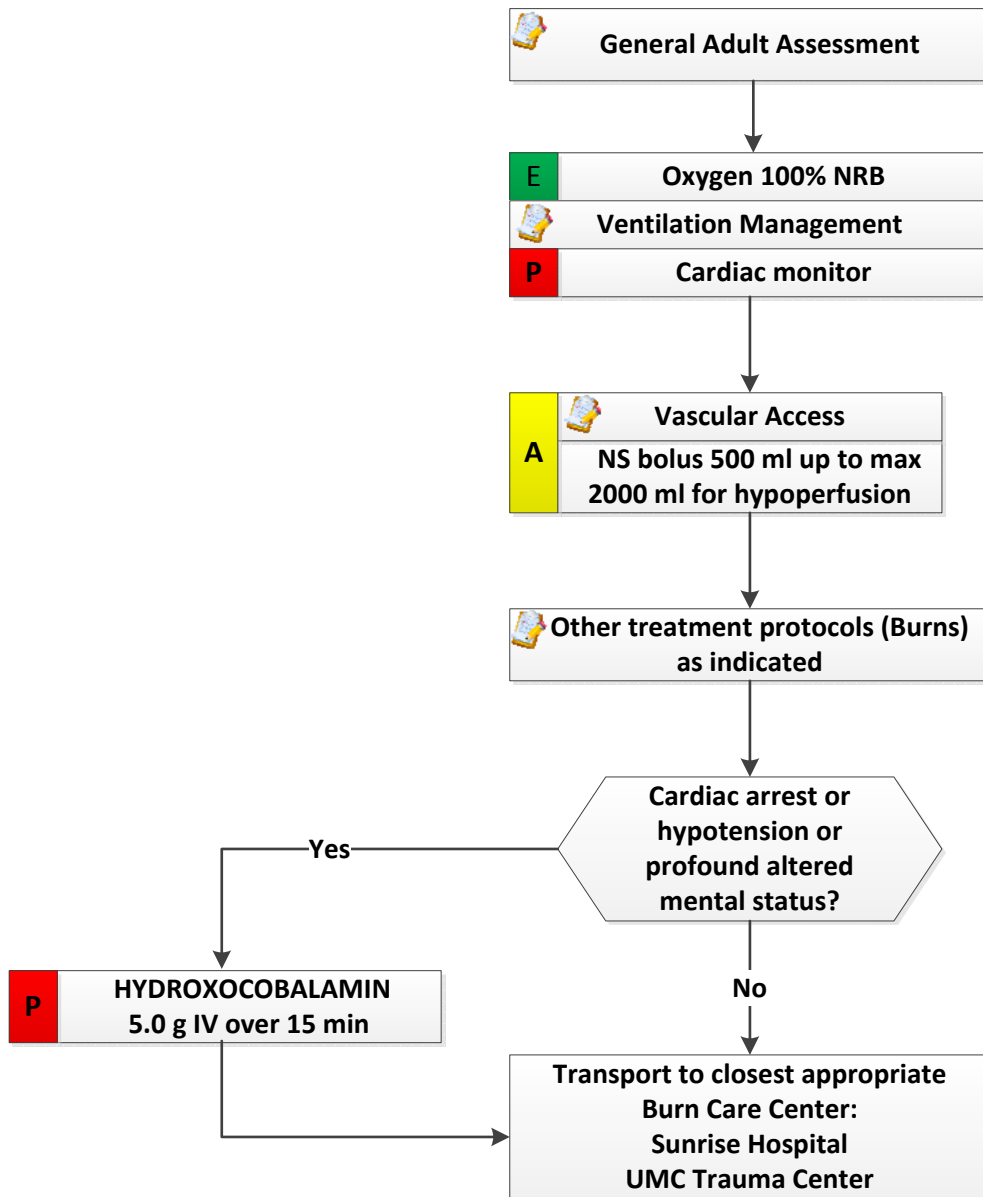 General Adult Assessment
E
Oxygen 100% NRB
Ventilation Management
P
Cardiac monitor
A
Vascular Access
NS bolus 500 ml up to max
2000 ml for hypoperfusion
Other treatment protocols (Burns)
as indicated
Cardiac arrest or
hypotension or
profound altered
mental status?
Yes
P
HYDROXOCOBALAMIN
5.0 g IV over 15 min
No
Transport to closest appropriate
Burn Care Center:
Sunrise Hospital
UMC Trauma Center